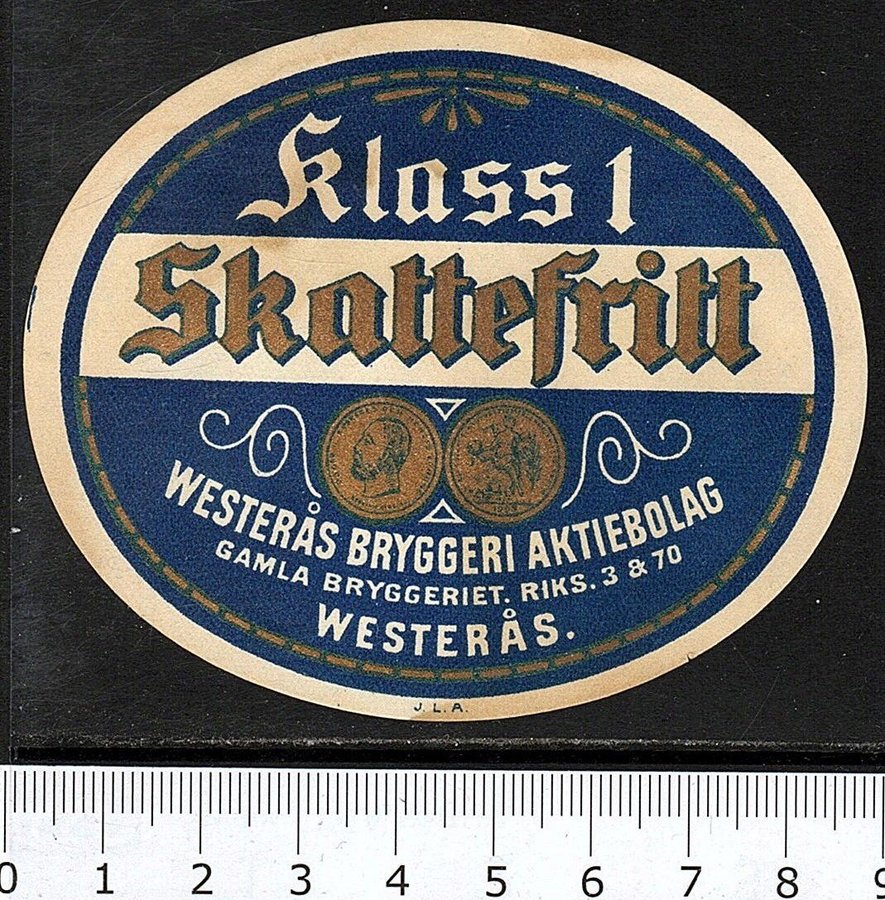 Klass 1
Skattefritt
WESTERÅS BRYGGERI AKTIEBOLAG
GAMLA BRYGGERIET. RIKS. 3 & 70
WESTERÅS.
J. L. A.
0 1 2 3 4 5 6 7 8 9